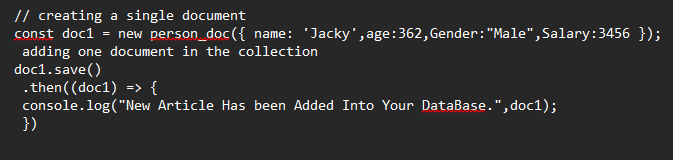 // creating a single document
const doc1 = new person_doc({ name: 'Jacky',age:362,Gender:"Male",Salary:3456 });
 adding one document in the collection
doc1.save()
 .then((doc1) => {
 console.log("New Article Has been Added Into Your DataBase.",doc1);
 })